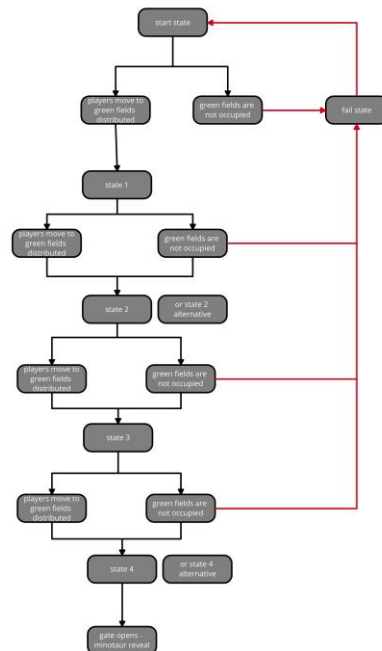 start state
players move to
green fields
distributed
green fields are
not occupied
fail state
state 1
players move to
green fields
distributed
green fields are
not occupied
state 2
or state 2
alternative
players move to
green fields
distributed
green fields are
not occupied
state 3
players move to
green fields
distributed
green fields are
not occupied
state 4
or state 4
alternative
gate opens -
minotaur reveal